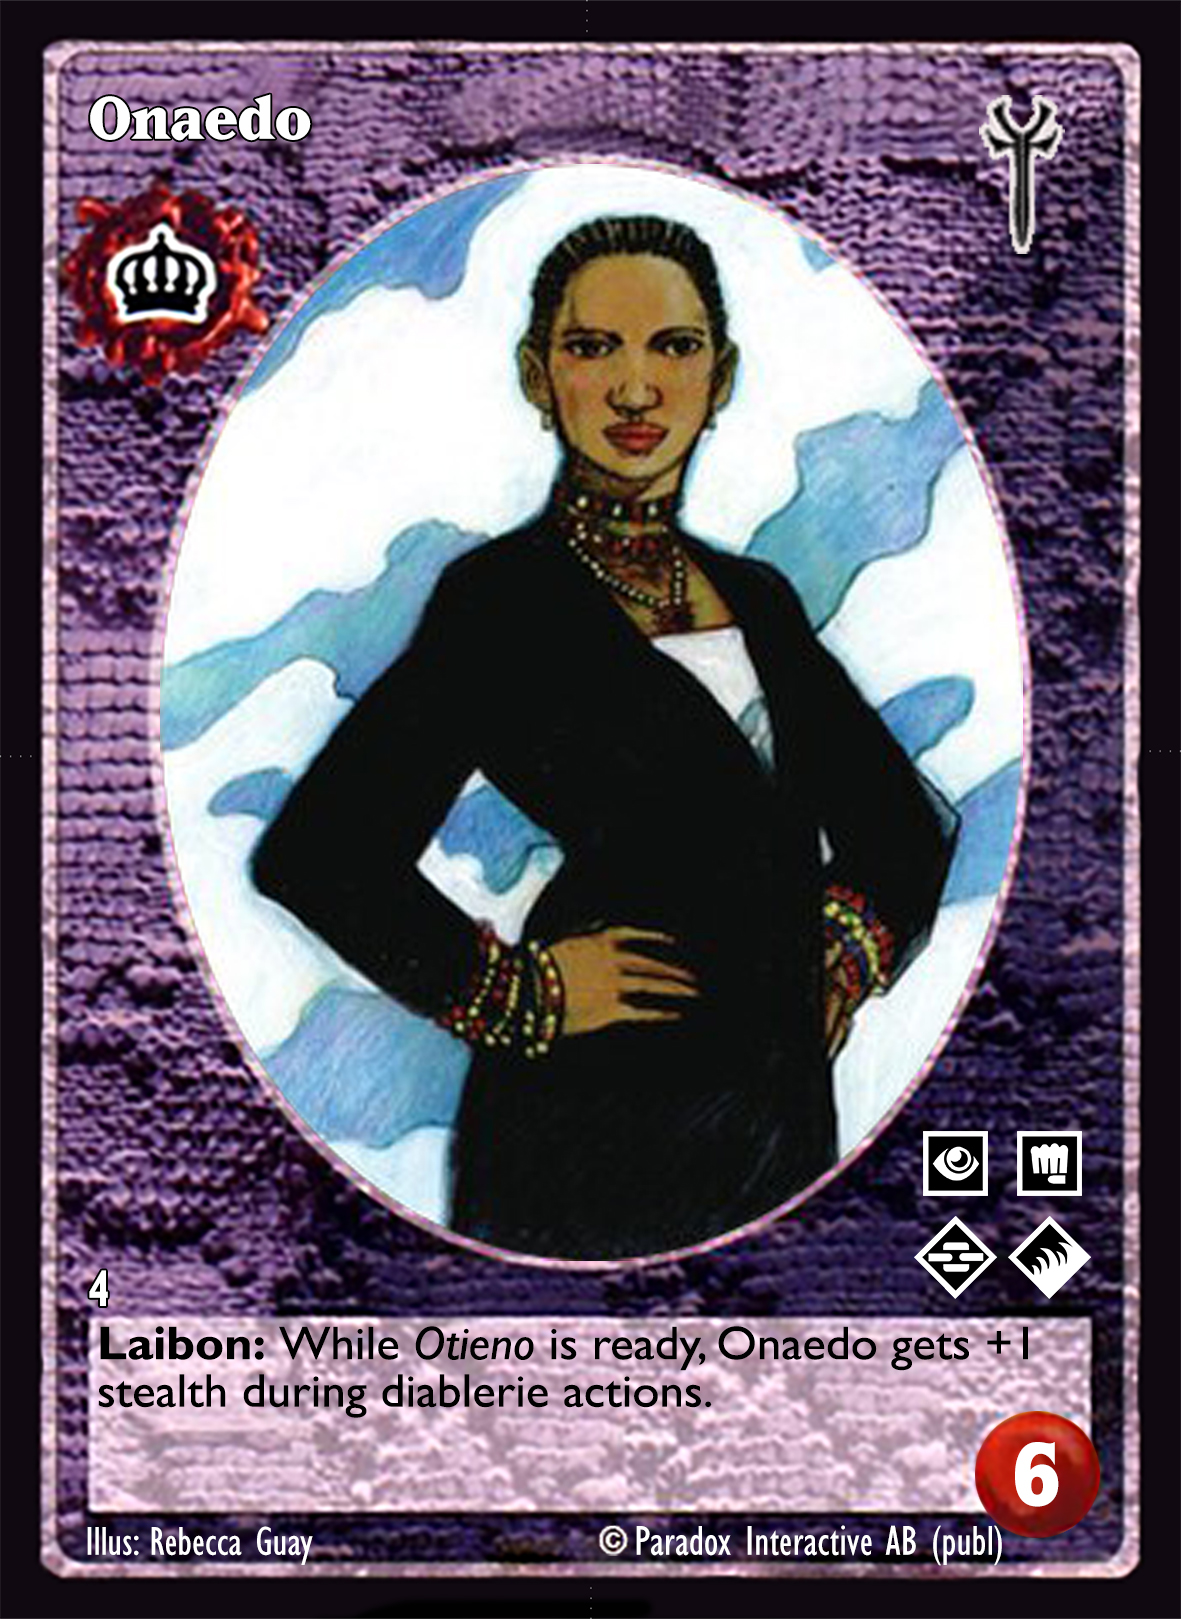 Onaedo
4
Laibon: While Otieno is ready, Onaedo gets +1
stealth during diablerie actions.
6
Illus: Rebecca Guay
© Paradox Interactive AB (publ)